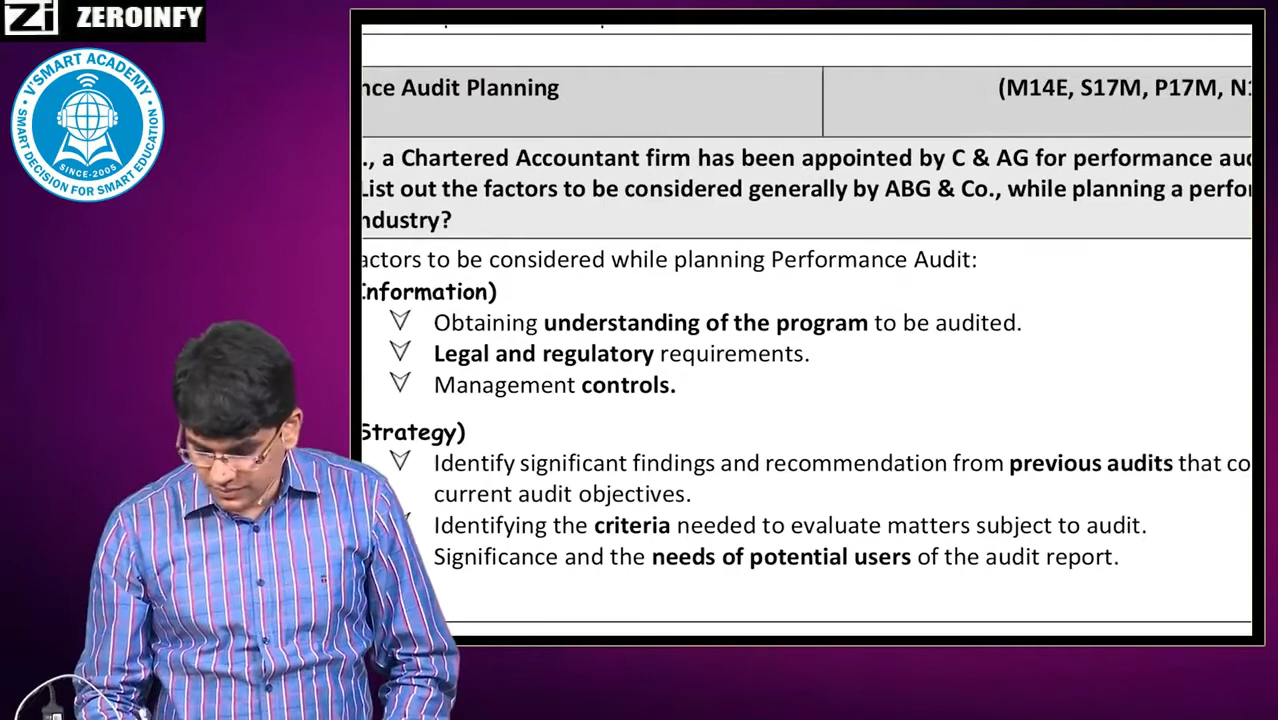 Zi ZEROINFY
V'SMART ACADEMY
SINCE-2005
SMART DECISION FOR SMART EDUCATION
nce Audit Planning
(M14E, S17M, P17M, N1
., a Chartered Accountant firm has been appointed by C & AG for performance aud
List out the factors to be considered generally by ABG & Co., while planning a perfo
ndustry?
actors to be considered while planning Performance Audit:
Information)
Obtaining understanding of the program to be audited.
Legal and regulatory requirements.
Management controls.
Strategy)
Identify significant findings and recommendation from previous audits that co
current audit objectives.
Identifying the criteria needed to evaluate matters subject to audit.
Significance and the needs of potential users of the audit report.